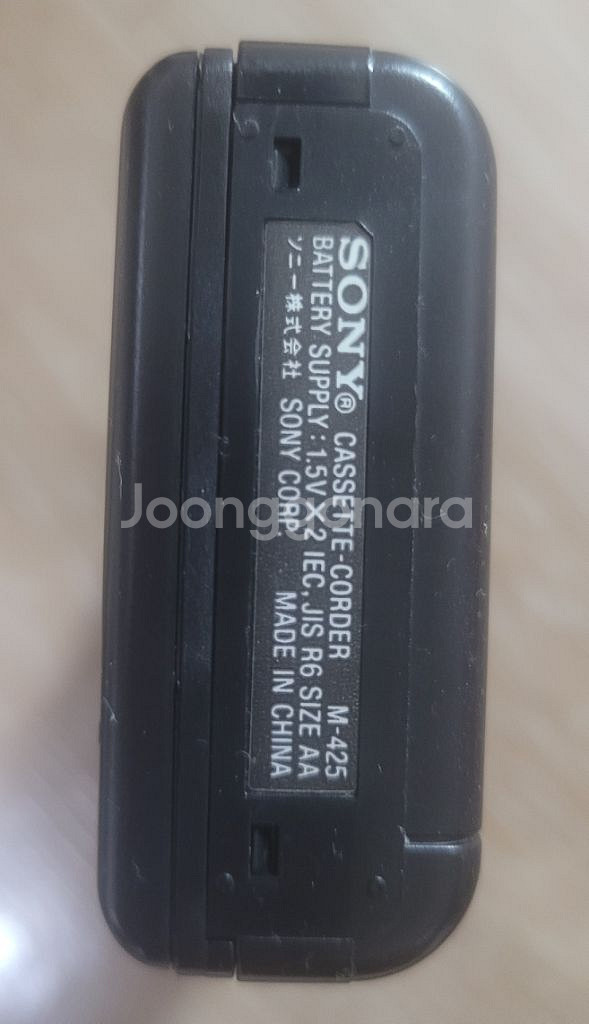 SONY® CASSETTE-CORDER M-425
BATTERY SUPPLY : 1.5V×2 IEC, JIS R6 SIZE AA
ソニー株式会社 SONY CORP. MADE IN CHINA
Joonggonara